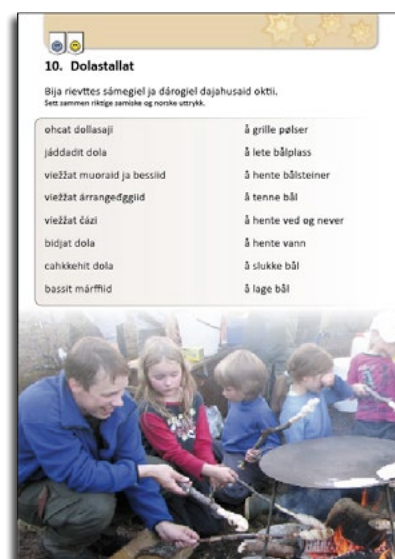 10. Dolastallat
Bija rievttes sámegiel ja dárogiel dajahusaid oktii.
Sett sammen riktige samiske og norske uttrykk.
ohcat dollasaji å grille pølser
jáddadit dola å lete bålplass
viežžat muoraid ja bessiid å hente bålsteiner
viežžat árrangeđggiid å tenne bål
viežžat čázi å hente ved og never
bidjat dola å hente vann
cahkkehit dola å slukke bål
bassit márffiid å lage bål